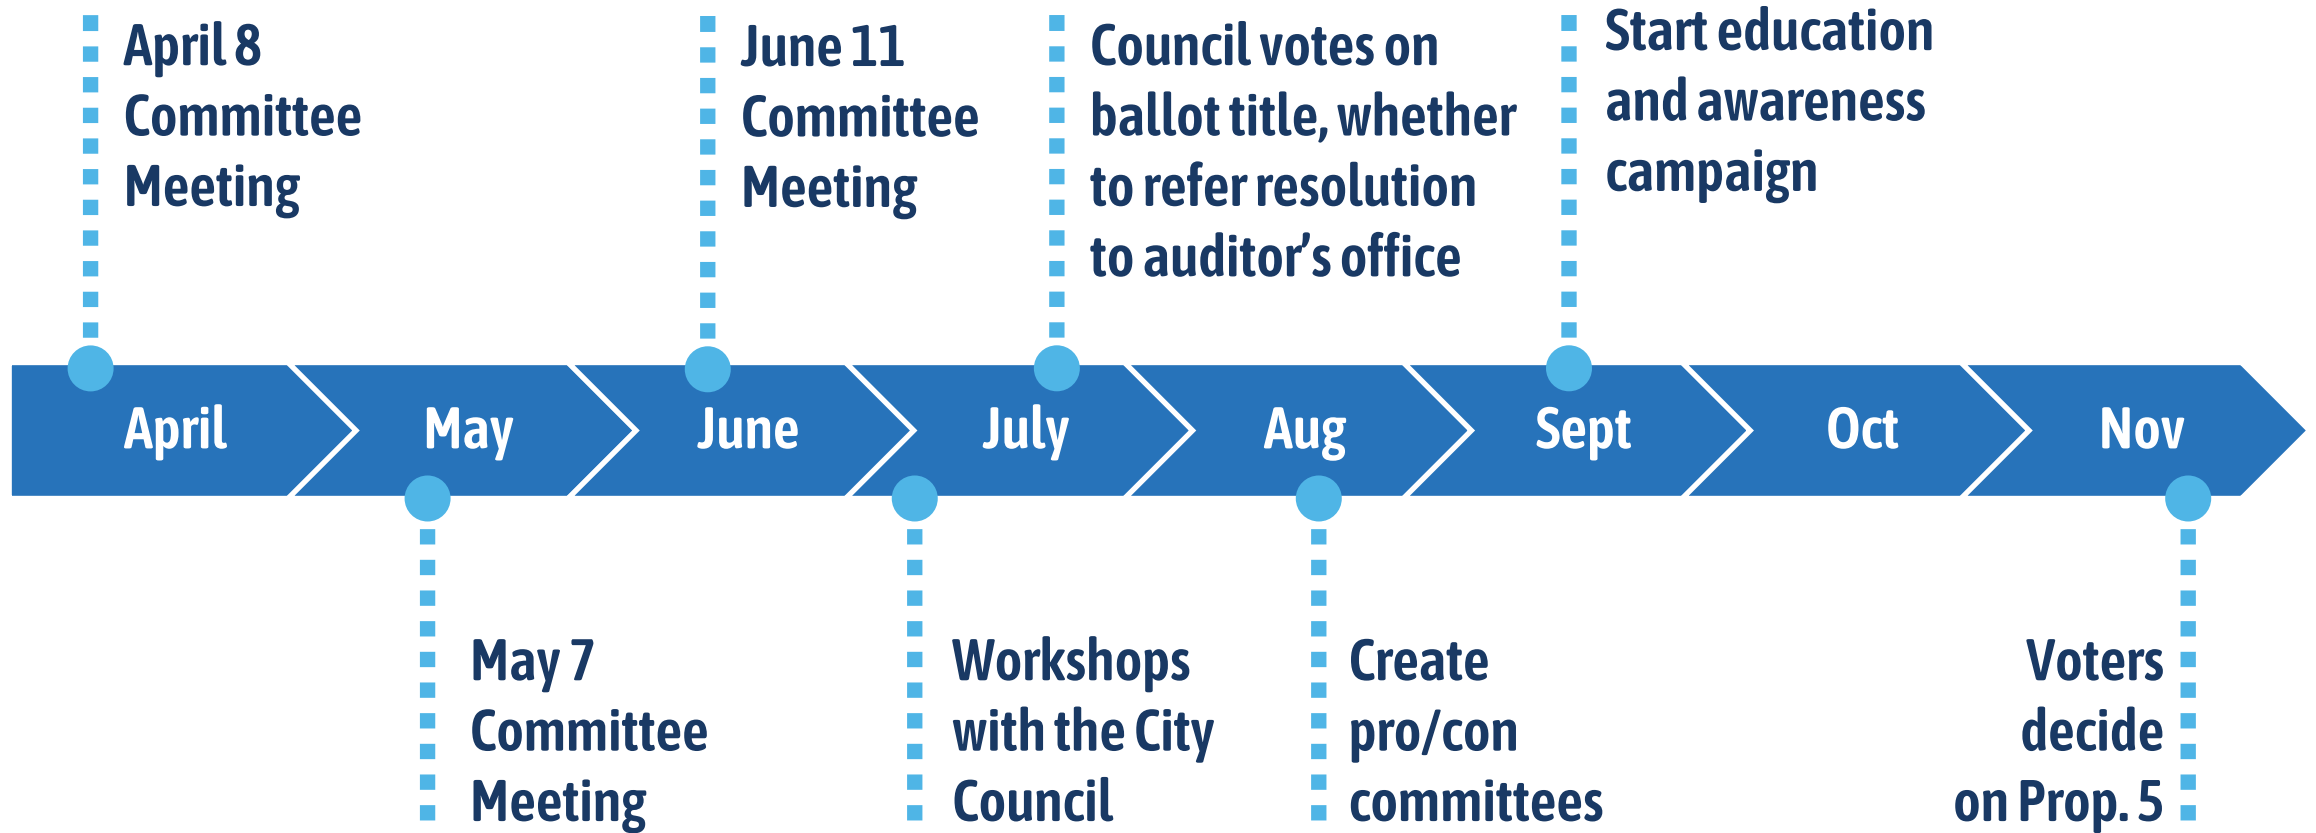 April 8
Committee
Meeting
June 11
Committee
Meeting
Council votes on
ballot title, whether
to refer resolution
to auditor’s office
Start education
and awareness
campaign
April
May
June
July
Aug
Sept
Oct
Nov
May 7
Committee
Meeting
Workshops
with the City
Council
Create
pro/con
committees
Voters
decide
on Prop. 5